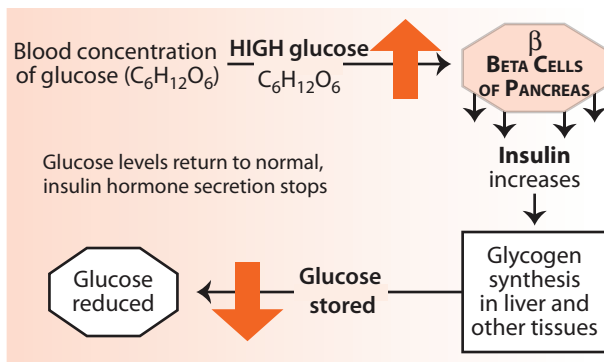 Blood concentration
of glucose (C₆H₁₂O₆)
HIGH glucose
C₆H₁₂O₆
β
BETA CELLS
OF PANCREAS
Insulin
increases
Glucose levels return to normal,
insulin hormone secretion stops
Glycogen
synthesis
in liver and
other tissues
Glucose
stored
Glucose
reduced